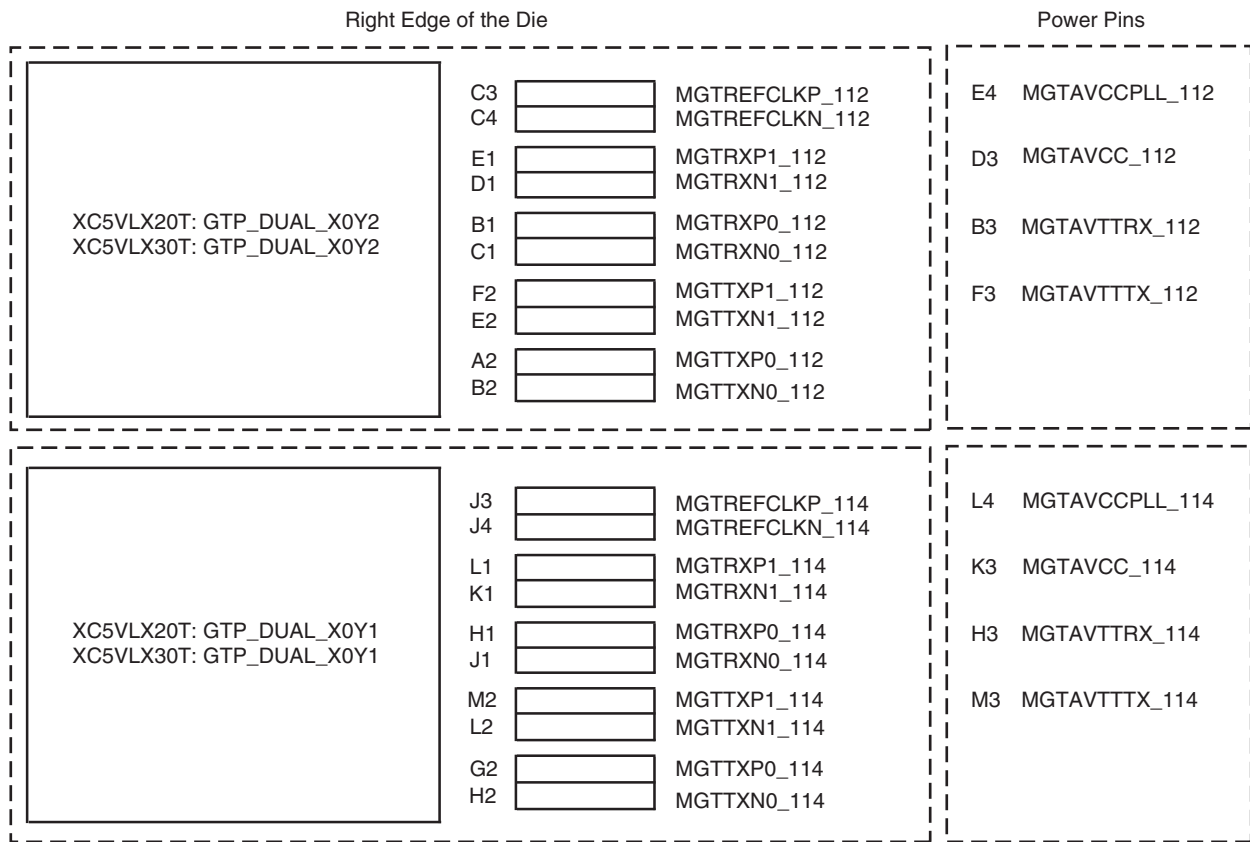 Right Edge of the Die
Power Pins
XC5VLX20T: GTP_DUAL_X0Y2
XC5VLX30T: GTP_DUAL_X0Y2
C3 MGTREFCLKP_112
C4 MGTREFCLKN_112
E1 MGTRXP1_112
D1 MGTRXN1_112
B1 MGTRXP0_112
C1 MGTRXN0_112
F2 MGTTXP1_112
E2 MGTTXN1_112
A2 MGTTXP0_112
B2 MGTTXN0_112
E4 MGTAVCCPLL_112
D3 MGTAVCC_112
B3 MGTAVTTRX_112
F3 MGTAVTTTX_112
XC5VLX20T: GTP_DUAL_X0Y1
XC5VLX30T: GTP_DUAL_X0Y1
J3 MGTREFCLKP_114
J4 MGTREFCLKN_114
L1 MGTRXP1_114
K1 MGTRXN1_114
H1 MGTRXP0_114
J1 MGTRXN0_114
M2 MGTTXP1_114
L2 MGTTXN1_114
G2 MGTTXP0_114
H2 MGTTXN0_114
L4 MGTAVCCPLL_114
K3 MGTAVCC_114
H3 MGTAVTTRX_114
M3 MGTAVTTTX_114